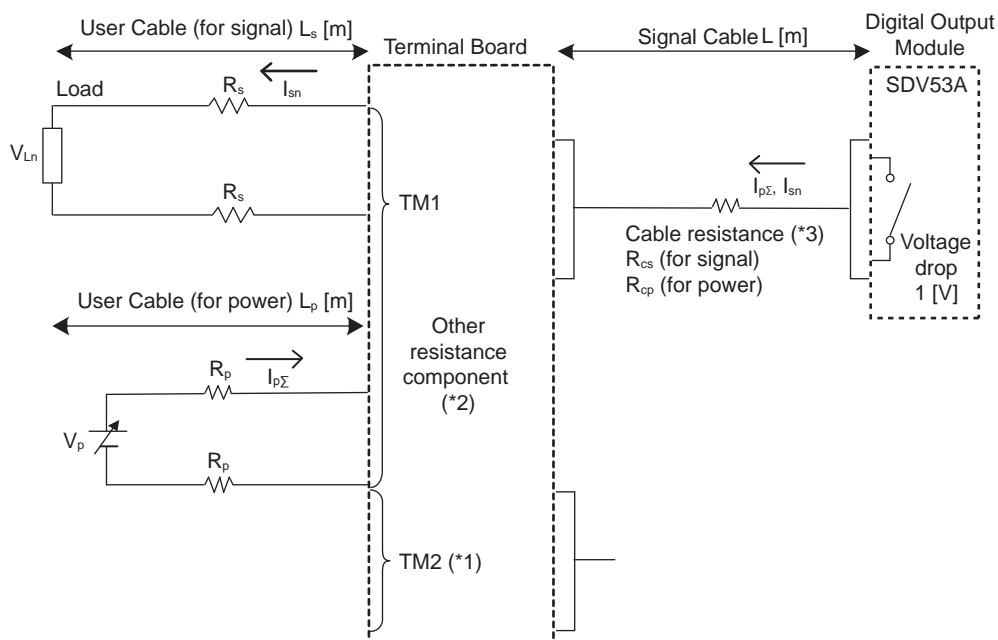 User Cable (for signal) Ls [m]
Terminal Board
Signal Cable L [m]
Digital Output
Module
SDV53A
Load
Rs
Isn
VLn
Rs
TM1
IpΣ, Isn
Cable resistance (*3)
Rcs (for signal)
Rcp (for power)
Voltage
drop
1 [V]
User Cable (for power) Lp [m]
Other
resistance
component
(*2)
Rp
IpΣ
Vp
Rp
TM2 (*1)